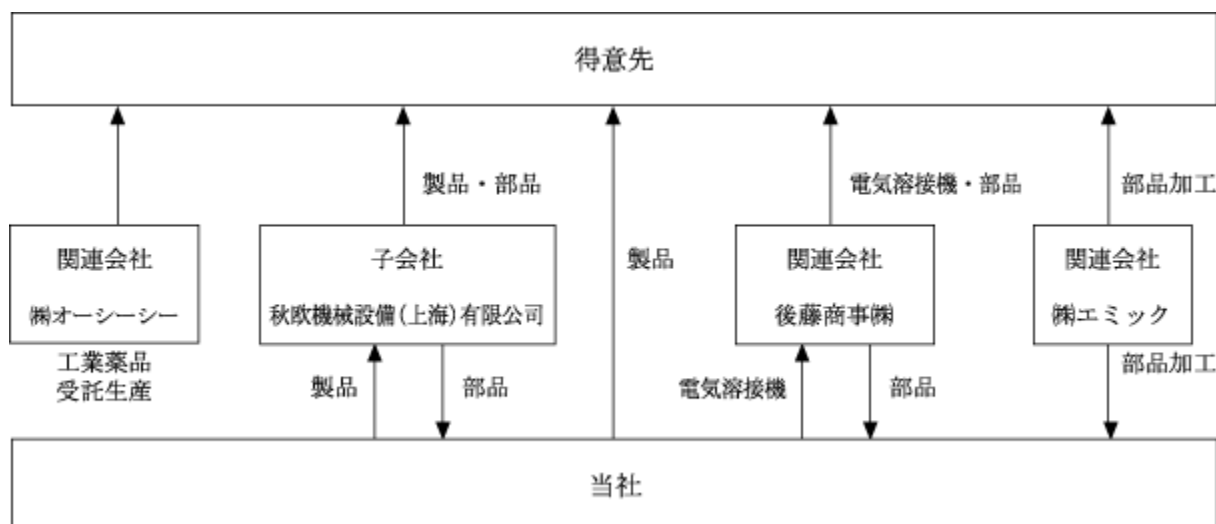 得意先
製品・部品
電気溶接機・部品
部品加工
関連会社
㈱オーシーシー
工業薬品
受託生産
子会社
秋欧機械設備(上海)有限公司
製品
関連会社
後藤商事㈱
関連会社
㈱エミック
製品
部品
電気溶接機
部品
部品加工
当社